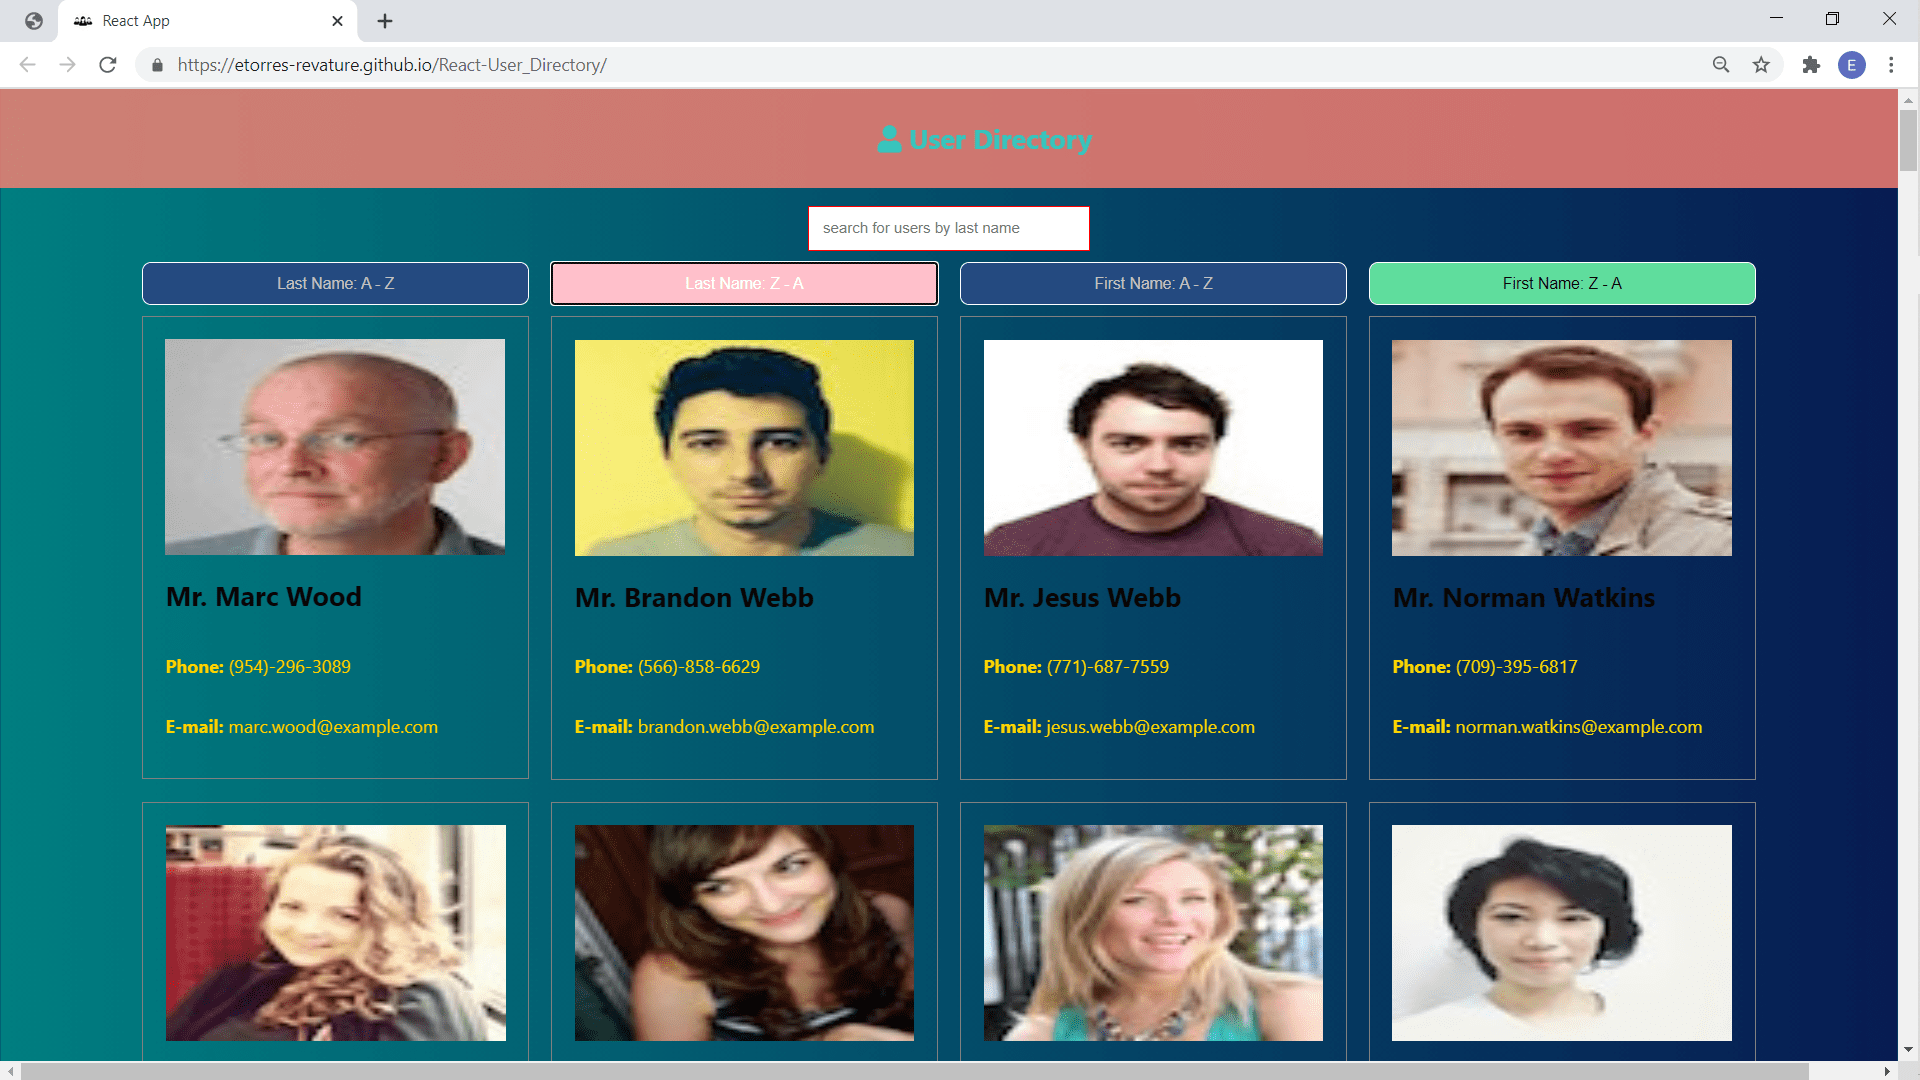 React App
https://etorres-revature.github.io/React-User_Directory/
E
User Directory
search for users by last name
Last Name: A - Z
Last Name: Z - A
First Name: A - Z
First Name: Z - A
Mr. Marc Wood
Phone: (954)-296-3089
E-mail: marc.wood@example.com
Mr. Brandon Webb
Phone: (566)-858-6629
E-mail: brandon.webb@example.com
Mr. Jesus Webb
Phone: (771)-687-7559
E-mail: jesus.webb@example.com
Mr. Norman Watkins
Phone: (709)-395-6817
E-mail: norman.watkins@example.com